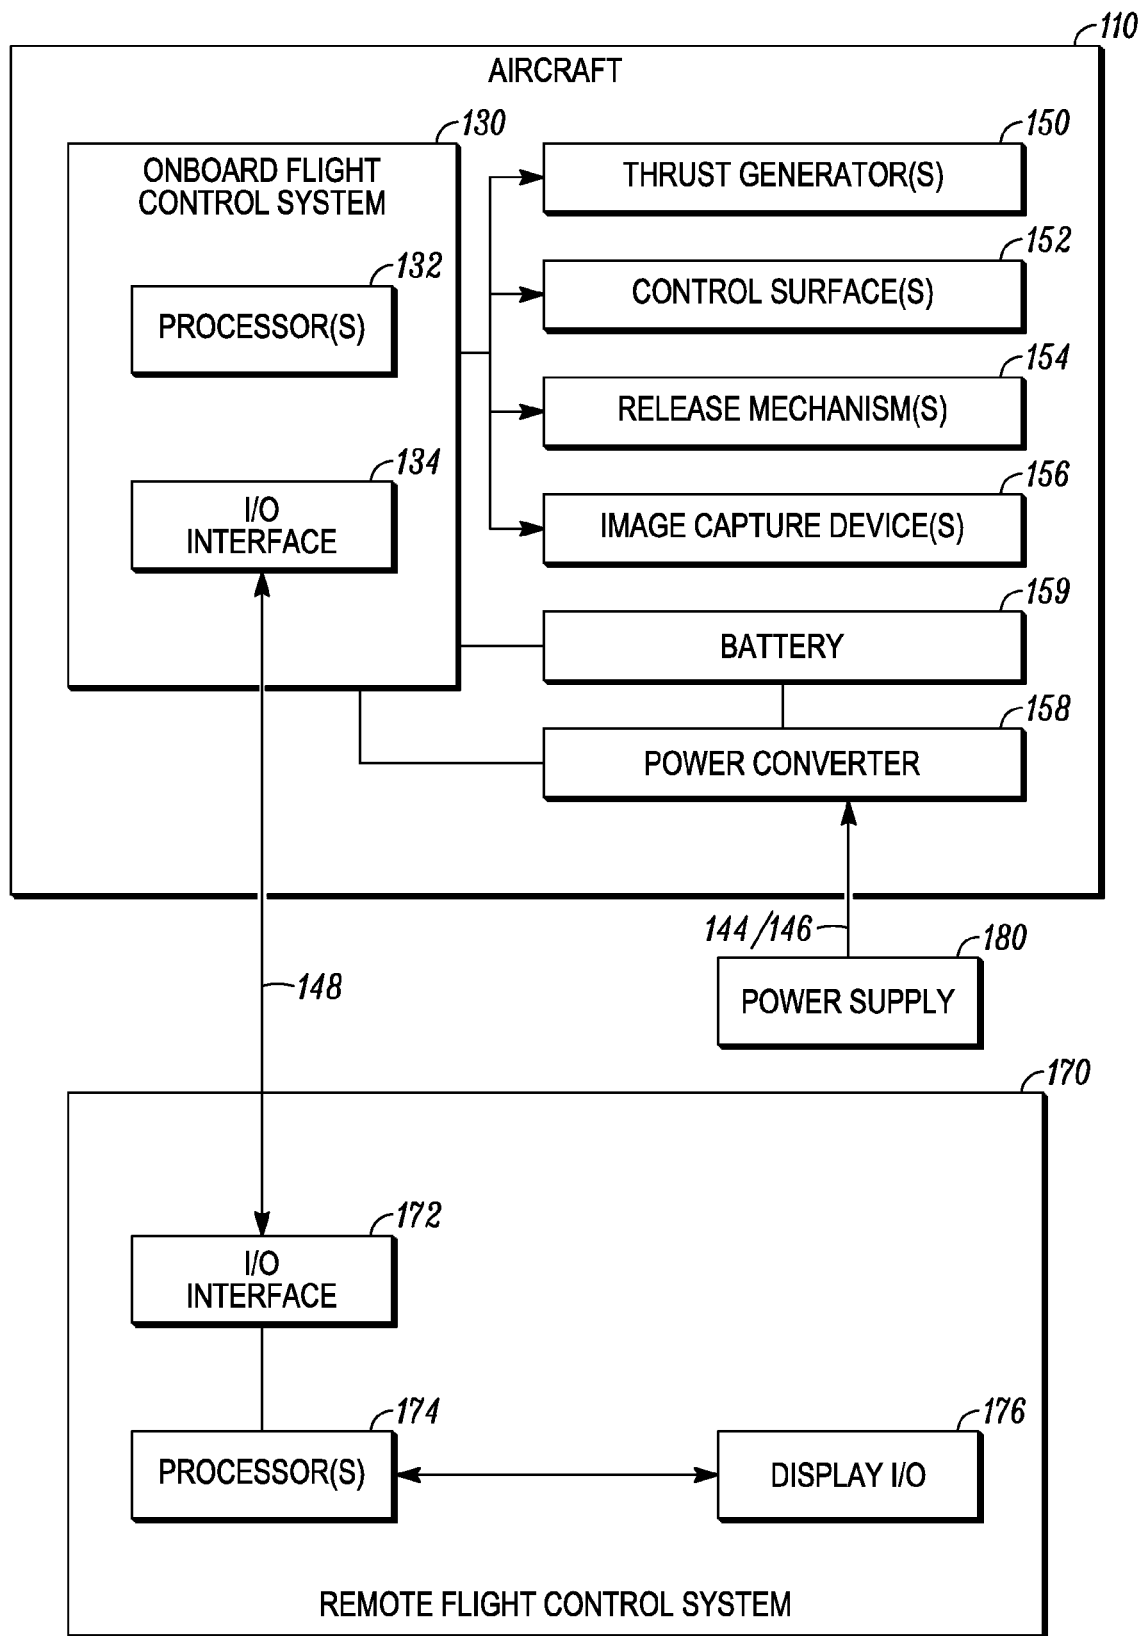 110
AIRCRAFT
130
ONBOARD FLIGHT
CONTROL SYSTEM
132
PROCESSOR(S)
134
I/O
INTERFACE
150
THRUST GENERATOR(S)
152
CONTROL SURFACE(S)
154
RELEASE MECHANISM(S)
156
IMAGE CAPTURE DEVICE(S)
159
BATTERY
158
POWER CONVERTER
144/146
180
POWER SUPPLY
148
170
172
I/O
INTERFACE
174
PROCESSOR(S)
176
DISPLAY I/O
REMOTE FLIGHT CONTROL SYSTEM